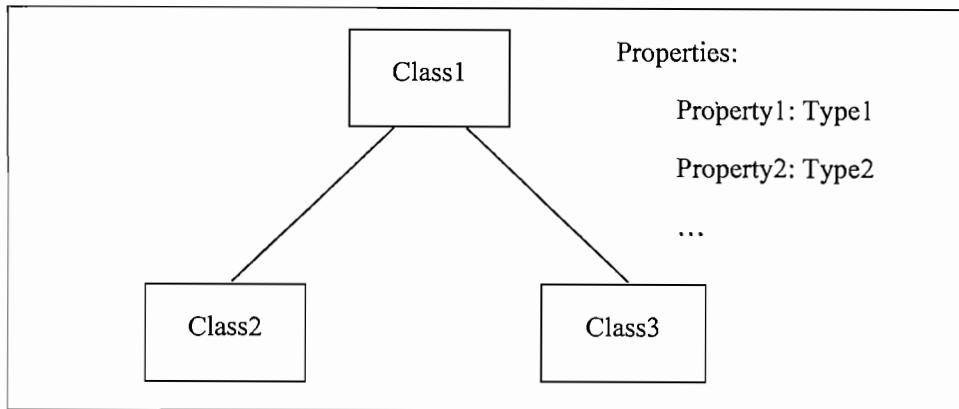 Class1
Properties:
Property1: Type1
Property2: Type2
…
Class2
Class3